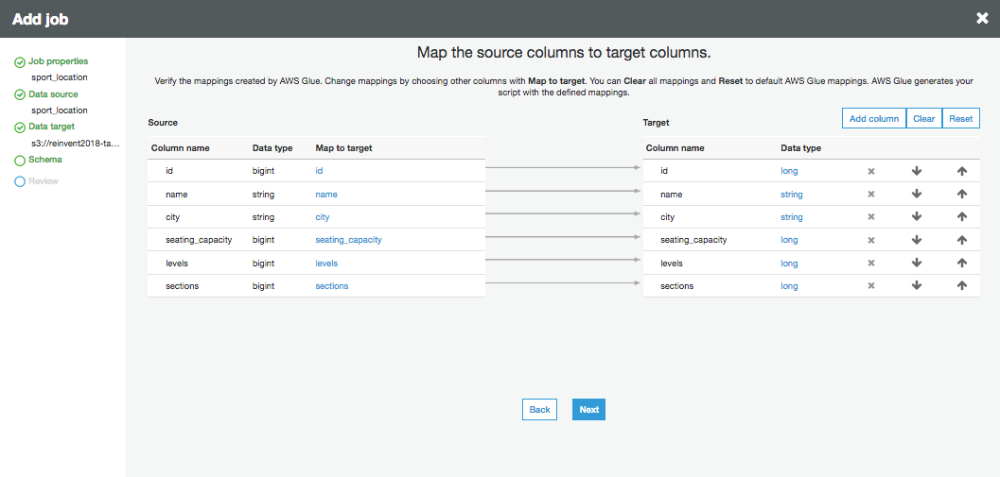 Add job
Job properties
sport_location
Data source
sport_location
Data target
s3://reinvent2018-ta...
Schema
Review
Map the source columns to target columns.
Verify the mappings created by AWS Glue. Change mappings by choosing other columns with Map to target. You can Clear all mappings and Reset to default AWS Glue mappings. AWS Glue generates your
script with the defined mappings.
Source
Column name Data type Map to target
id bigint id
name string name
city string city
seating_capacity bigint seating_capacity
levels bigint levels
sections bigint sections
Target
Add column Clear Reset
Column name Data type
id long
name string
city string
seating_capacity long
levels long
sections long
Back Next